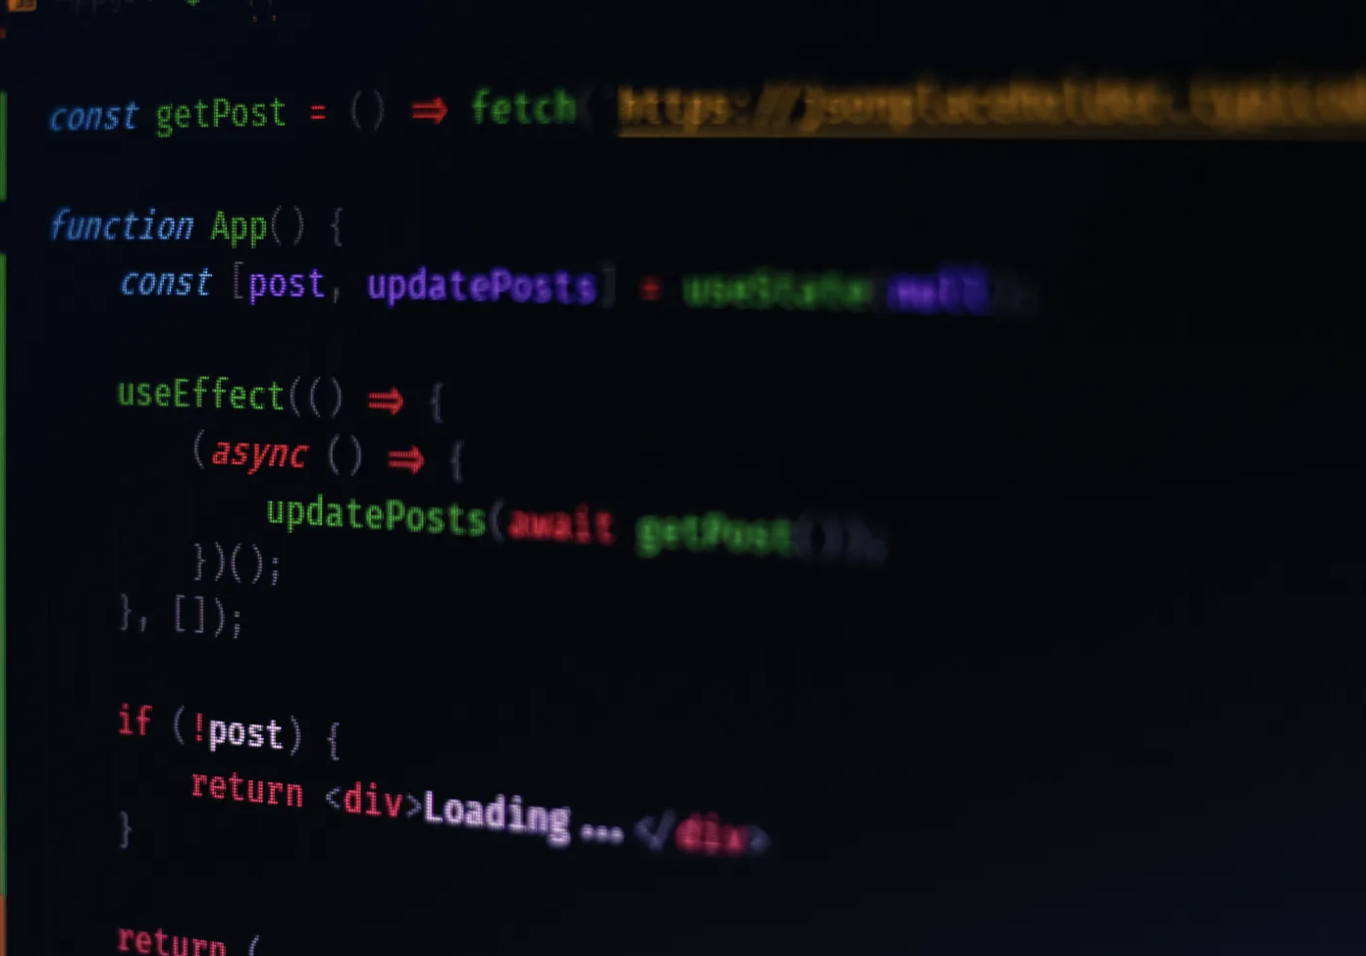 const getPost = () => fetch( https://jsonplaceholder.typicod
function App() {
const [post, updatePosts] = useState(null);
useEffect(() => {
(async () => {
updatePosts(await getPost());
})();
}, []);
if (!post) {
return <div>Loading...</div>
}
return (